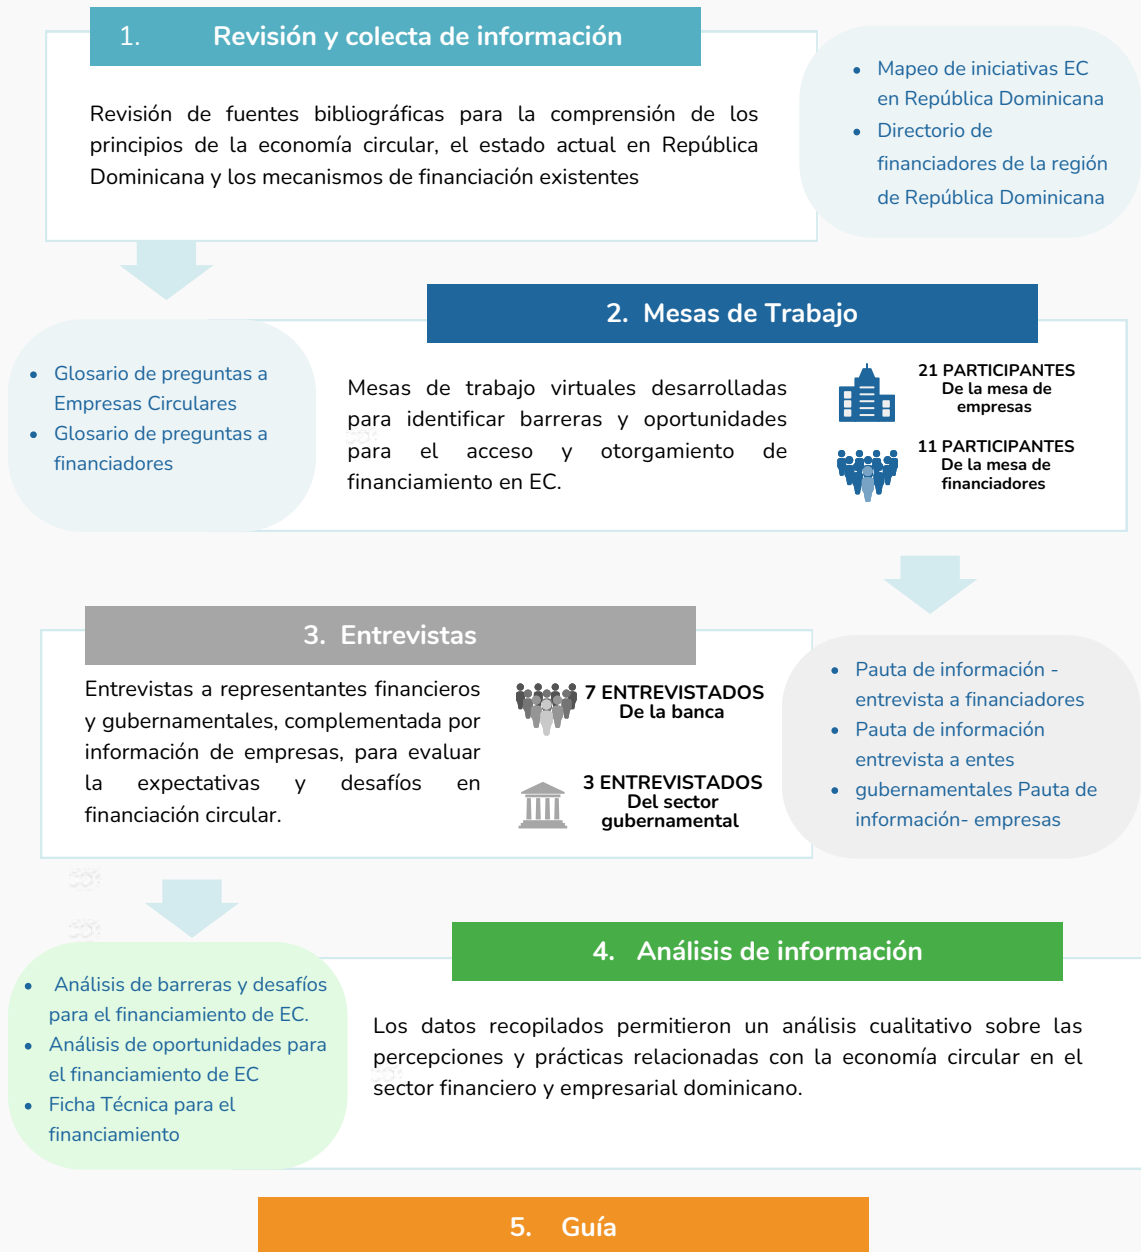 1. Revisión y colecta de información
Revisión de fuentes bibliográficas para la comprensión de los
principios de la economía circular, el estado actual en República
Dominicana y los mecanismos de financiación existentes
• Mapeo de iniciativas EC
en República Dominicana
• Directorio de
financiadores de la región
de República Dominicana
2. Mesas de Trabajo
• Glosario de preguntas a
Empresas Circulares
• Glosario de preguntas a
financiadores
Mesas de trabajo virtuales desarrolladas
para identificar barreras y oportunidades
para el acceso y otorgamiento de
financiamiento en EC.
21 PARTICIPANTES
De la mesa de
empresas
11 PARTICIPANTES
De la mesa de
financiadores
3. Entrevistas
Entrevistas a representantes financieros
y gubernamentales, complementada por
información de empresas, para evaluar
la expectativas y desafíos en
financiación circular.
7 ENTREVISTADOS
De la banca
3 ENTREVISTADOS
Del sector
gubernamental
• Pauta de información -
entrevista a financiadores
• Pauta de información
entrevista a entes
• gubernamentales Pauta de
información- empresas
4. Análisis de información
• Análisis de barreras y desafíos
para el financiamiento de EC.
• Análisis de oportunidades para
el financiamiento de EC
• Ficha Técnica para el
financiamiento
Los datos recopilados permitieron un análisis cualitativo sobre las
percepciones y prácticas relacionadas con la economía circular en el
sector financiero y empresarial dominicano.
5. Guía